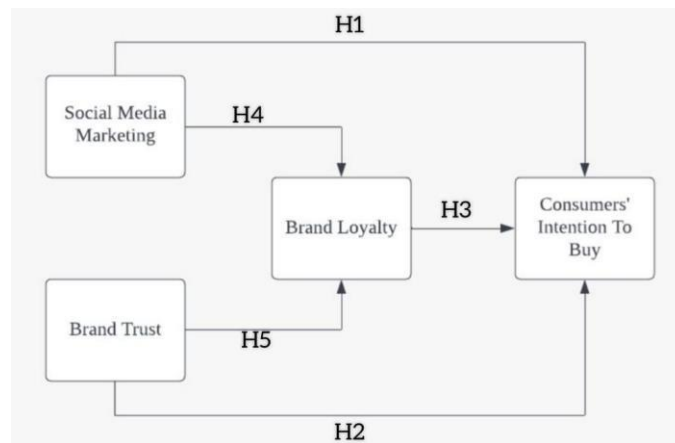 H1
Social Media
Marketing
H4
Brand Loyalty
H3
Consumers'
Intention To
Buy
Brand Trust
H5
H2